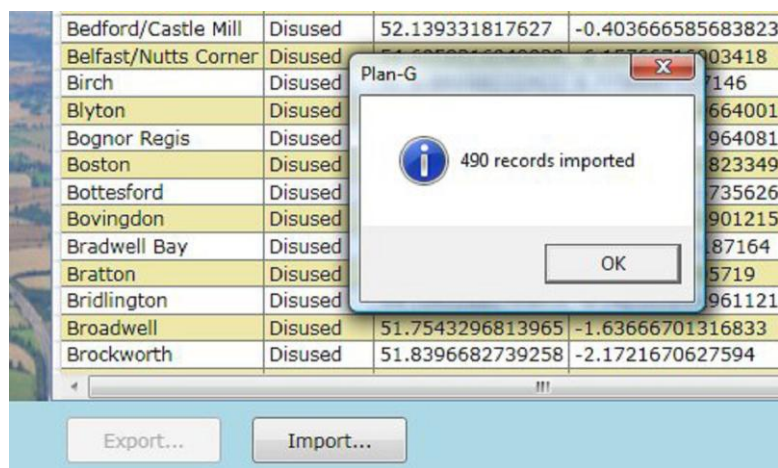 Bedford/Castle Mill Disused 52.139331817627 -0.403666585683823
Belfast/Nutts Corner Disused 03418
Birch Disused 7146
Blyton Disused 664001
Bognor Regis Disused 964081
Boston Disused 823349
Bottesford Disused 735626
Bovingdon Disused 901215
Bradwell Bay Disused 87164
Bratton Disused 5719
Bridlington Disused 961121
Broadwell Disused 51.7543296813965 -1.63666701316833
Brockworth Disused 51.8396682739258 -2.1721670627594
Plan-G
490 records imported
OK
Export...
Import...